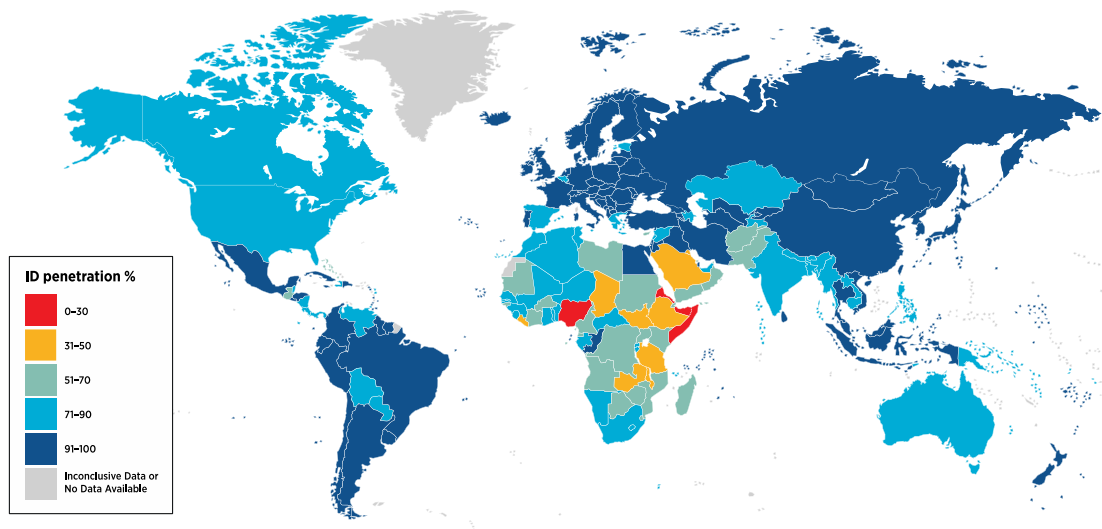 ID penetration %
0–30
31–50
51–70
71–90
91–100
Inconclusive Data or
No Data Available